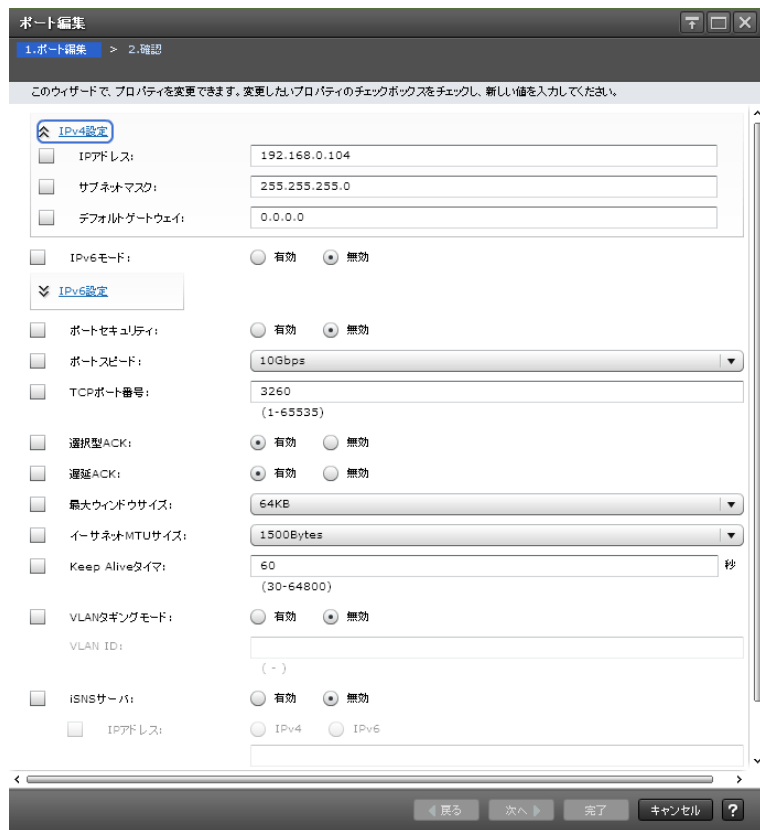 ポート編集
1.ポート編集 > 2.確認
このウィザードで、プロパティを変更できます。変更したいプロパティのチェックボックスをチェックし、新しい値を入力してください。
IPv4設定
IPアドレス: 192.168.0.104
サブネットマスク: 255.255.255.0
デフォルトゲートウェイ: 0.0.0.0
IPv6モード: 有効 無効
IPv6設定
ポートセキュリティ: 有効 無効
ポートスピード: 10Gbps
TCPポート番号: 3260
(1-65535)
選択型ACK: 有効 無効
遅延ACK: 有効 無効
最大ウィンドウサイズ: 64KB
イーサネットMTUサイズ: 1500Bytes
Keep Aliveタイマ: 60 秒
(30-64800)
VLANタギングモード: 有効 無効
VLAN ID:
( - )
iSNSサーバ: 有効 無効
IPアドレス: IPv4 IPv6
戻る 次へ 完了 キャンセル ?